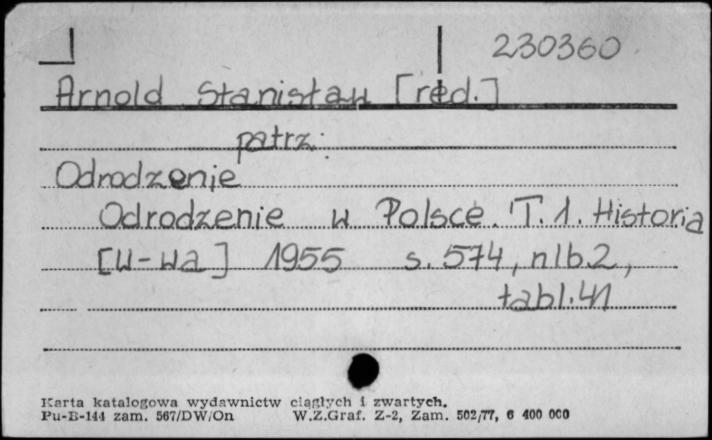 230360
Arnold Stanisław [red.]
patrz:
Odrodzenie
Odrodzenie w Polsce. T. 1. Historia
[W-wa] 1955 s. 574, nlb. 2,
tabl. 41
Karta katalogowa wydawnictw ciągłych i zwartych.
Pu-B-144 zam. 567/DW/On W.Z.Graf. Z-2, Zam. 502/77, 6 400 000